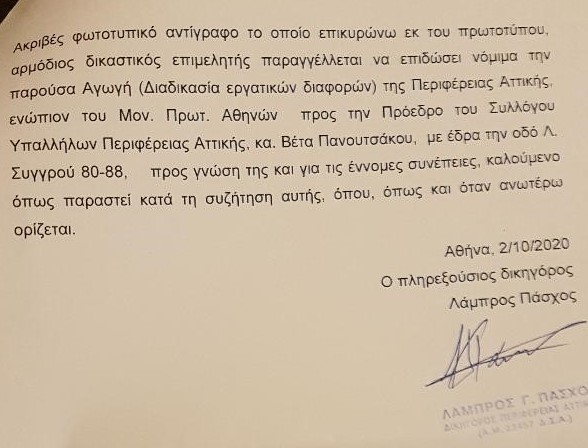 Ακριβές φωτοτυπικό αντίγραφο το οποίο επικυρώνω εκ του πρωτοτύπου,
αρμόδιος δικαστικός επιμελητής παραγγέλλεται να επιδώσει νόμιμα την
παρούσα Αγωγή (Διαδικασία εργατικών διαφορών) της Περιφέρειας Αττικής,
ενώπιον του Μον. Πρωτ. Αθηνών προς την Πρόεδρο του Συλλόγου
Υπαλλήλων Περιφέρειας Αττικής, κα. Βέτα Πανουτσάκου, με έδρα την οδό Λ.
Συγγρού 80-88, προς γνώση της και για τις έννομες συνέπειες, καλούμενο
όπως παραστεί κατά τη συζήτηση αυτής, όπου, όπως και όταν ανωτέρω
ορίζεται.
Αθήνα, 2/10/2020
Ο πληρεξούσιος δικηγόρος
Λάμπρος Πάσχος
ΛΑΜΠΡΟΣ Γ. ΠΑΣΧΟ
ΔΙΚΗΓΟΡΟΣ ΠΕΡΙΦΕΡΕΙΑΣ ΑΤΤΙ